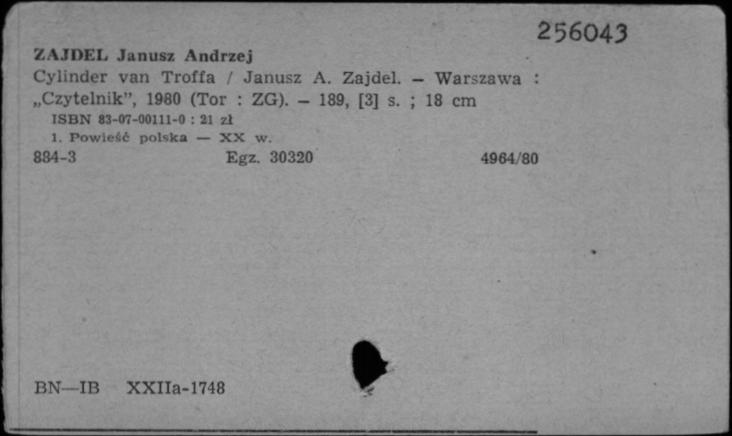 256043
ZAJDEL Janusz Andrzej
Cylinder van Troffa / Janusz A. Zajdel. — Warszawa :
„Czytelnik”, 1980 (Tor : ZG). — 189, [3] s. ; 18 cm
ISBN 83-07-00111-0 : 21 zł
1. Powieść polska — XX w.
884-3 Egz. 30320 4964/80
BN—IB XXIIa-1748